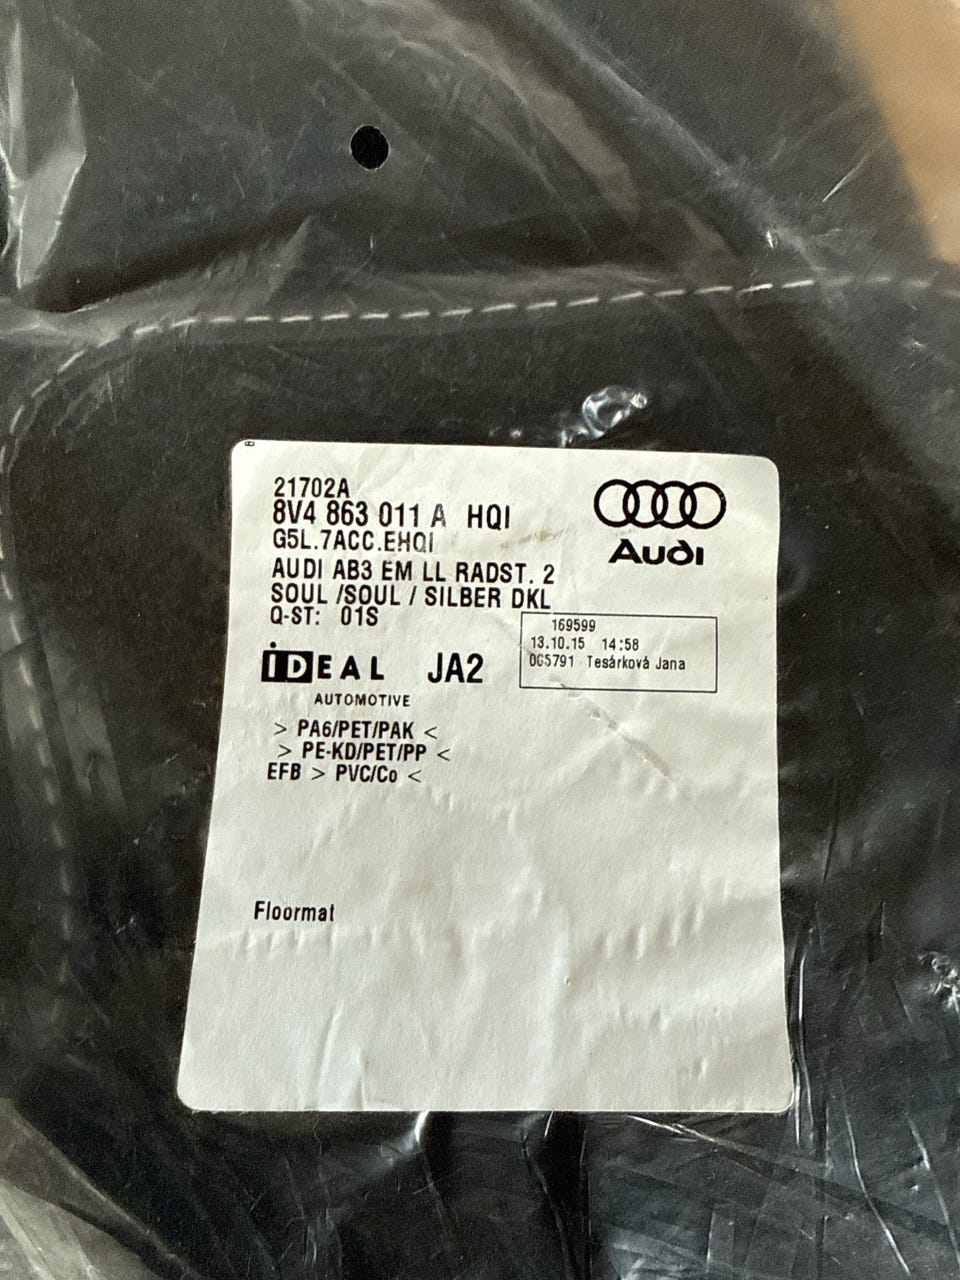 21702A
8V4 863 011 A HQI
G5L.7ACC.EHQI
AUDI AB3 EM LL RADST. 2
SOUL /SOUL / SILBER DKL
Q-ST: 01S
Audi
169599
13.10.15 14:58
0G5791 Tesárková Jana
iDEAL JA2
AUTOMOTIVE
> PA6/PET/PAK <
> PE-KD/PET/PP <
EFB > PVC/Co <
Floormat